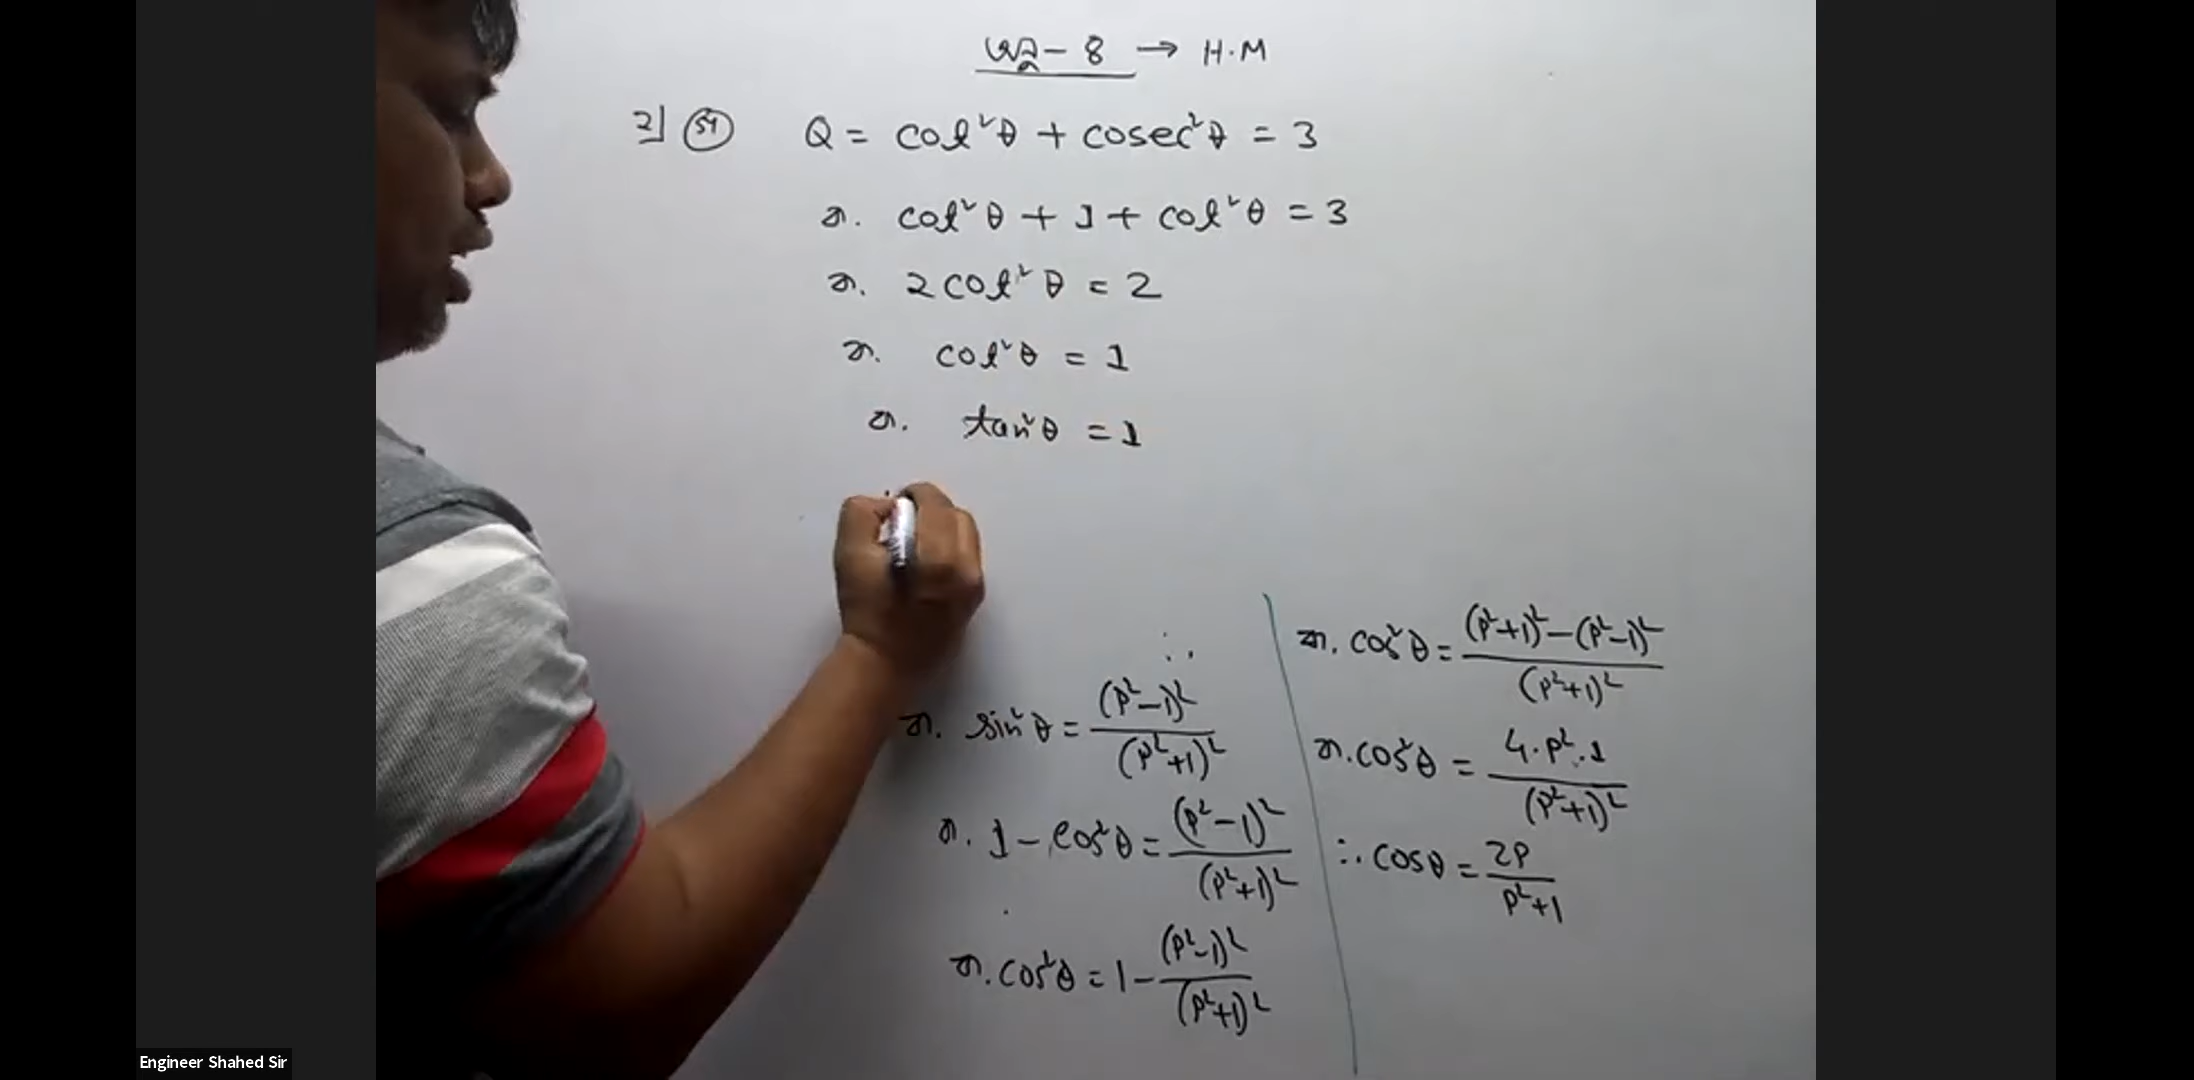 সৃ - 8 → H.M
২| গ Q = cot²θ + cosec²θ = 3
বা. cot²θ + 1 + cot²θ = 3
বা. 2cot²θ = 2
বা. cot²θ = 1
বা. tan²θ = 1
∴
বা. sin²θ = (P²-1)²/(P²+1)²
বা. 1 - cos²θ = (P²-1)²/(P²+1)²
বা. cos²θ = 1 - (P²-1)²/(P²+1)²
বা. cos²θ = ((P²+1)² - (P²-1)²)/(P²+1)²
বা. cos²θ = 4.P².1/(P²+1)²
∴ cosθ = 2P/P²+1
Engineer Shahed Sir